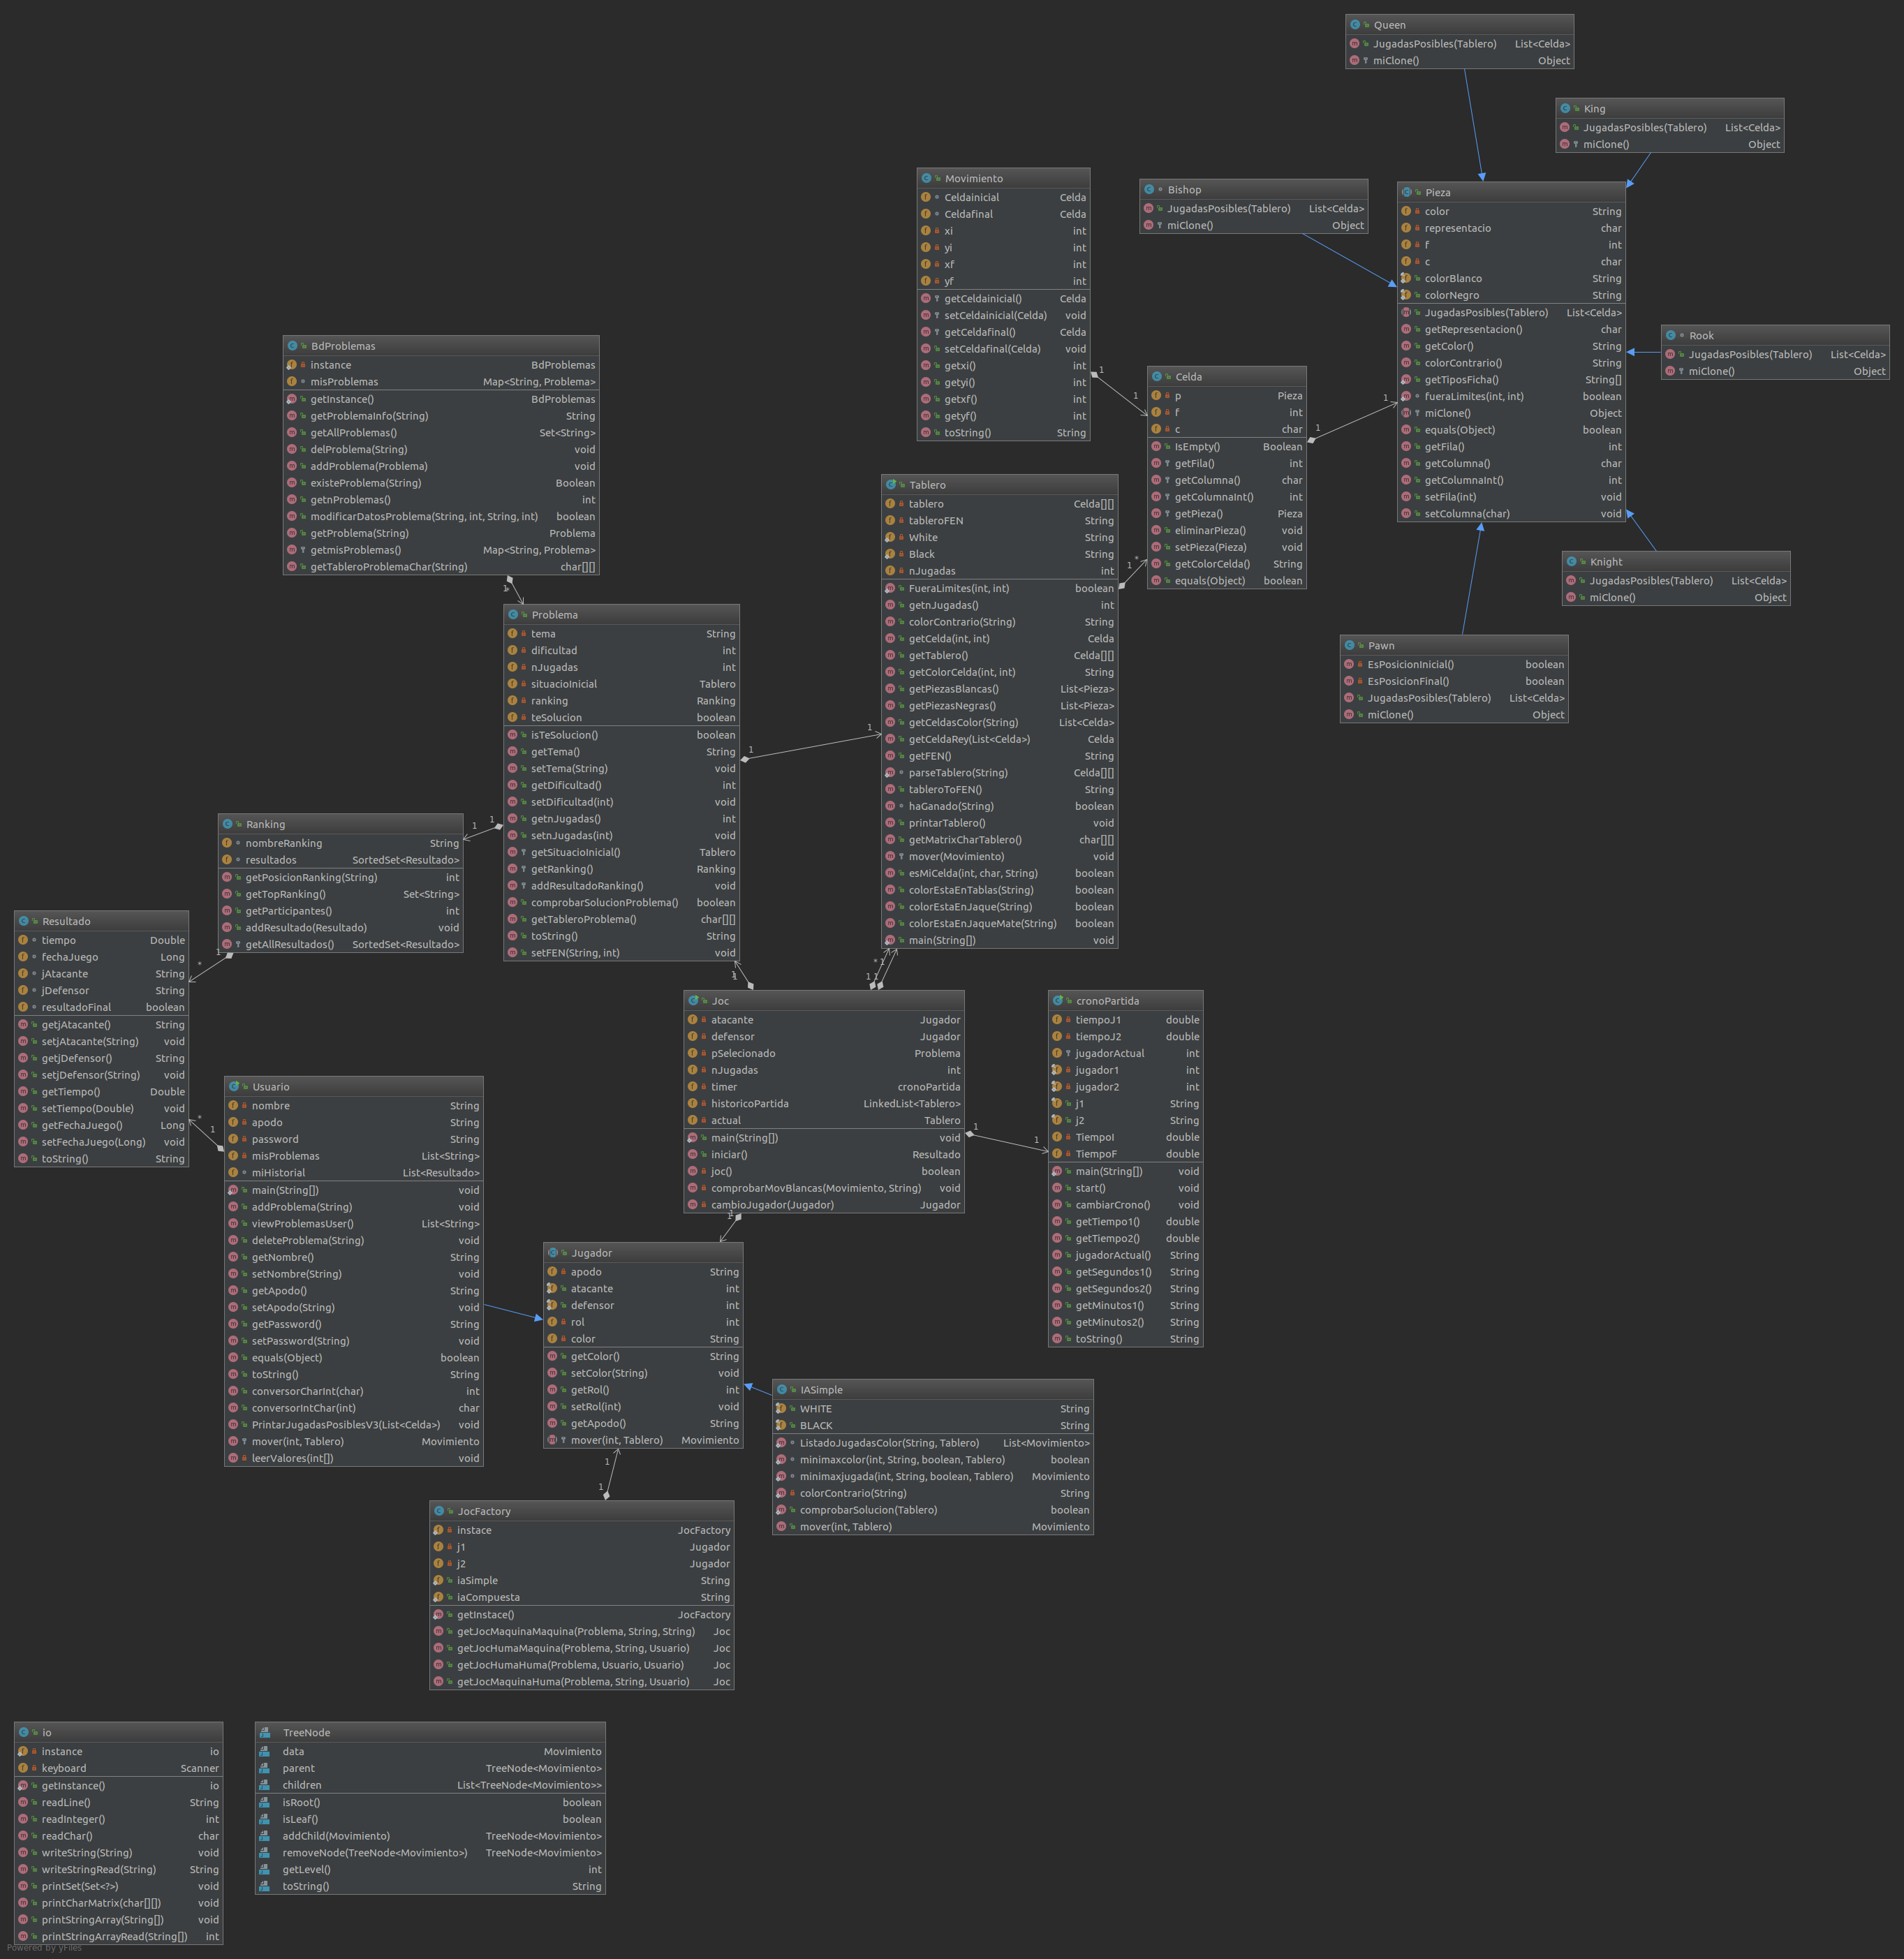 Queen
JugadasPosibles(Tablero) List<Celda>
miClone() Object
King
JugadasPosibles(Tablero) List<Celda>
miClone() Object
Movimiento
Celdainicial Celda
Celdafinal Celda
xi int
yi int
xf int
yf int
getCeldainicial() Celda
setCeldainicial(Celda) void
getCeldafinal() Celda
setCeldafinal(Celda) void
getxi() int
getyi() int
getxf() int
getyf() int
toString() String
Bishop
JugadasPosibles(Tablero) List<Celda>
miClone() Object
Pieza
color String
representacio char
f int
c char
colorBlanco String
colorNegro String
JugadasPosibles(Tablero) List<Celda>
getRepresentacion() char
getColor() String
colorContrario() String
getTiposFicha() String[]
fueraLimites(int, int) boolean
miClone() Object
equals(Object) boolean
getFila() int
getColumna() char
getColumnaInt() int
setFila(int) void
setColumna(char) void
Rook
JugadasPosibles(Tablero) List<Celda>
miClone() Object
BdProblemas
instance BdProblemas
misProblemas Map<String, Problema>
getInstance() BdProblemas
getProblemaInfo(String) String
getAllProblemas() Set<String>
delProblema(String) void
addProblema(Problema) void
existeProblema(String) Boolean
getnProblemas() int
modificarDatosProblema(String, int, String, int) boolean
getProblema(String) Problema
getmisProblemas() Map<String, Problema>
getTableroProblemaChar(String) char[][]
Celda
p Pieza
f int
c char
IsEmpty() Boolean
getFila() int
getColumna() char
getColumnaInt() int
getPieza() Pieza
eliminarPieza() void
setPieza(Pieza) void
getColorCelda() String
equals(Object) boolean
1
1
1
1
1
*
Tablero
tablero Celda[][]
tableroFEN String
White String
Black String
nJugadas int
FueraLimites(int, int) boolean
getnJugadas() int
colorContrario(String) String
getCelda(int, int) Celda
getTablero() Celda[][]
getColorCelda(int, int) String
getPiezasBlancas() List<Pieza>
getPiezasNegras() List<Pieza>
getCeldasColor(String) List<Celda>
getCeldaRey(List<Celda>) Celda
getFEN() String
parseTablero(String) Celda[][]
tableroToFEN() String
haGanado(String) boolean
printarTablero() void
getMatrixCharTablero() char[][]
mover(Movimiento) void
esMiCelda(int, char, String) boolean
colorEstaEnTablas(String) boolean
colorEstaEnJaque(String) boolean
colorEstaEnJaqueMate(String) boolean
main(String[]) void
Knight
JugadasPosibles(Tablero) List<Celda>
miClone() Object
Pawn
EsPosicionInicial() boolean
EsPosicionFinal() boolean
JugadasPosibles(Tablero) List<Celda>
miClone() Object
Problema
tema String
dificultad int
nJugadas int
situacioInicial Tablero
ranking Ranking
teSolucion boolean
isTeSolucion() boolean
getTema() String
setTema(String) void
getDificultad() int
setDificultad(int) void
getnJugadas() int
setnJugadas(int) void
getSituacioInicial() Tablero
getRanking() Ranking
addResultadoRanking() void
comprobarSolucionProblema() boolean
getTableroProblema() char[][]
toString() String
setFEN(String, int) void
1
1
1
1
Ranking
nombreRanking String
resultados SortedSet<Resultado>
getPosicionRanking(String) int
getTopRanking() Set<String>
getParticipantes() int
addResultado(Resultado) void
getAllResultados() SortedSet<Resultado>
1
*
Resultado
tiempo Double
fechaJuego Long
jAtacante String
jDefensor String
resultadoFinal boolean
getjAtacante() String
setjAtacante(String) void
getjDefensor() String
setjDefensor(String) void
getTiempo() Double
setTiempo(Double) void
getFechaJuego() Long
setFechaJuego(Long) void
toString() String
*
1
* 1
1 1
Joc
atacante Jugador
defensor Jugador
pSelecionado Problema
nJugadas int
timer cronoPartida
historicoPartida LinkedList<Tablero>
actual Tablero
main(String[]) void
iniciar() Resultado
joc() boolean
comprobarMovBlancas(Movimiento, String) void
cambioJugador(Jugador) Jugador
1
1
cronoPartida
tiempoJ1 double
tiempoJ2 double
jugadorActual int
jugador1 int
jugador2 int
j1 String
j2 String
TiempoI double
TiempoF double
main(String[]) void
start() void
cambiarCrono() void
getTiempo1() double
getTiempo2() double
jugadorActual() String
getSegundos1() String
getSegundos2() String
getMinutos1() String
getMinutos2() String
toString() String
Usuario
nombre String
apodo String
password String
misProblemas List<String>
miHistorial List<Resultado>
main(String[]) void
addProblema(String) void
viewProblemasUser() List<String>
deleteProblema(String) void
getNombre() String
setNombre(String) void
getApodo() String
setApodo(String) void
getPassword() String
setPassword(String) void
equals(Object) boolean
toString() String
conversorCharInt(char) int
conversorIntChar(int) char
PrintarJugadasPosiblesV3(List<Celda>) void
mover(int, Tablero) Movimiento
leerValores(int[]) void
Jugador
apodo String
atacante int
defensor int
rol int
color String
getColor() String
setColor(String) void
getRol() int
setRol(int) void
getApodo() String
mover(int, Tablero) Movimiento
1
1
IASimple
WHITE String
BLACK String
ListadoJugadasColor(String, Tablero) List<Movimiento>
minimaxcolor(int, String, boolean, Tablero) boolean
minimaxjugada(int, String, boolean, Tablero) Movimiento
colorContrario(String) String
comprobarSolucion(Tablero) boolean
mover(int, Tablero) Movimiento
JocFactory
instace JocFactory
j1 Jugador
j2 Jugador
iaSimple String
iaCompuesta String
getInstace() JocFactory
getJocMaquinaMaquina(Problema, String, String) Joc
getJocHumaMaquina(Problema, String, Usuario) Joc
getJocHumaHuma(Problema, Usuario, Usuario) Joc
getJocMaquinaHuma(Problema, String, Usuario) Joc
io
instance io
keyboard Scanner
getInstance() io
readLine() String
readInteger() int
readChar() char
writeString(String) void
writeStringRead(String) String
printSet(Set<?>) void
printCharMatrix(char[][]) void
printStringArray(String[]) void
printStringArrayRead(String[]) int
TreeNode
data Movimiento
parent TreeNode<Movimiento>
children List<TreeNode<Movimiento>>
isRoot() boolean
isLeaf() boolean
addChild(Movimiento) TreeNode<Movimiento>
removeNode(TreeNode<Movimiento>) TreeNode<Movimiento>
getLevel() int
toString() String
Powered by yFiles